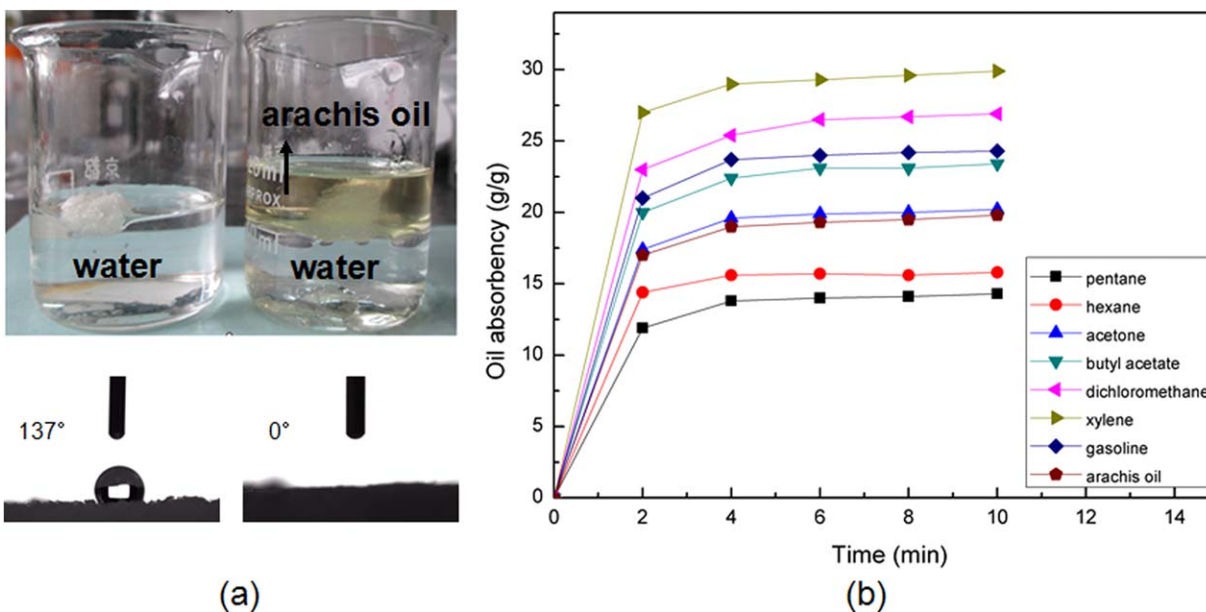 arachis oil
water
water
APPROX
137°
0°
(a)
Oil absorbency (g/g)
30
25
20
15
10
5
0
0
2
4
6
8
10
12
14
Time (min)
pentane
hexane
acetone
butyl acetate
dichloromethane
xylene
gasoline
arachis oil
(b)